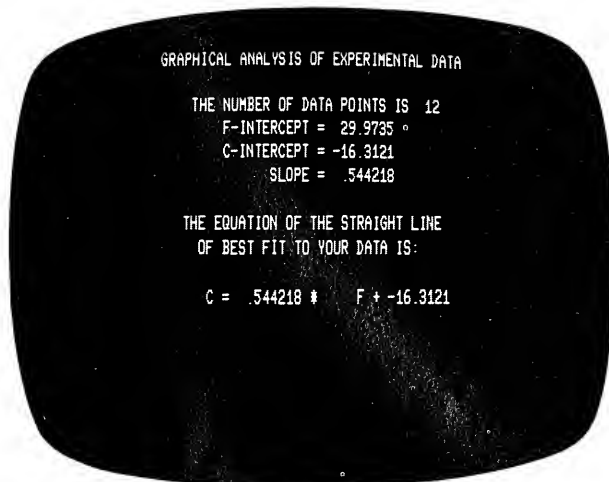 GRAPHICAL ANALYSIS OF EXPERIMENTAL DATA
THE NUMBER OF DATA POINTS IS 12
F-INTERCEPT = 29.9735
C-INTERCEPT = -16.3121
SLOPE = .544218
THE EQUATION OF THE STRAIGHT LINE
OF BEST FIT TO YOUR DATA IS:
C = .544218 * F + -16.3121